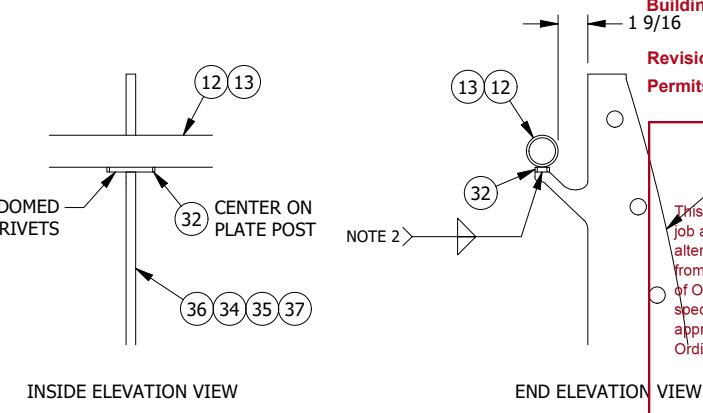 Buildin
1 9/16
Revisio
Permits
12 13
13 12
DOMED
RIVETS
32
CENTER ON
PLATE POST
32
NOTE 2
This
job a
alter
from
of O
spec
appr
Ordi
36 34 35 37
INSIDE ELEVATION VIEW
END ELEVATION VIEW